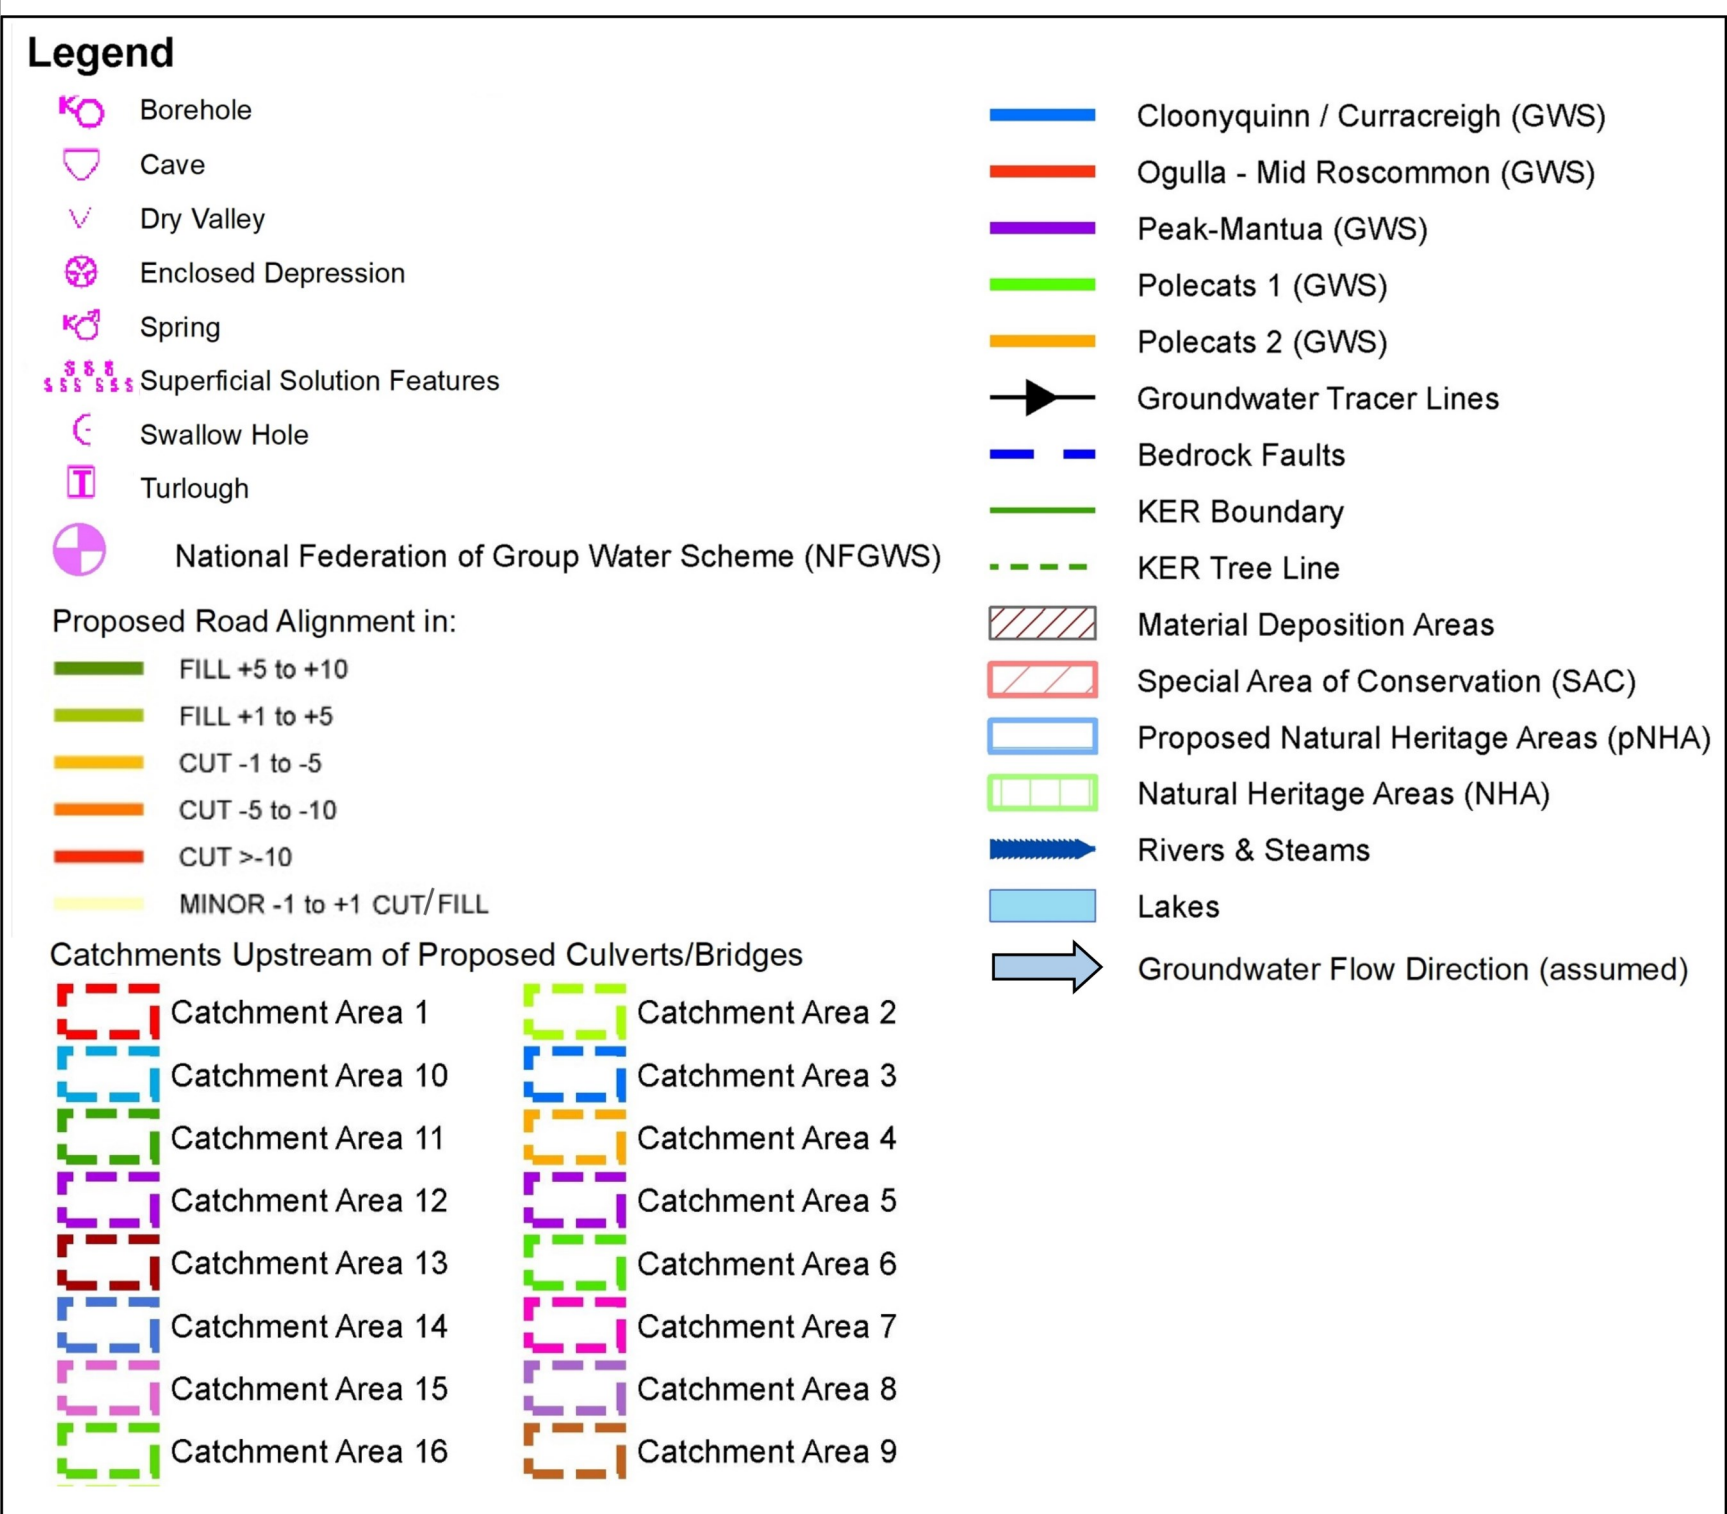 Legend
Borehole
Cave
Dry Valley
Enclosed Depression
Spring
Superficial Solution Features
Swallow Hole
Turlough
National Federation of Group Water Scheme (NFGWS)
Proposed Road Alignment in:
FILL +5 to +10
FILL +1 to +5
CUT -1 to -5
CUT -5 to -10
CUT >-10
MINOR -1 to +1 CUT/FILL
Catchments Upstream of Proposed Culverts/Bridges
Catchment Area 1
Catchment Area 10
Catchment Area 11
Catchment Area 12
Catchment Area 13
Catchment Area 14
Catchment Area 15
Catchment Area 16
Catchment Area 2
Catchment Area 3
Catchment Area 4
Catchment Area 5
Catchment Area 6
Catchment Area 7
Catchment Area 8
Catchment Area 9
Cloonyquinn / Curracreigh (GWS)
Ogulla - Mid Roscommon (GWS)
Peak-Mantua (GWS)
Polecats 1 (GWS)
Polecats 2 (GWS)
Groundwater Tracer Lines
Bedrock Faults
KER Boundary
KER Tree Line
Material Deposition Areas
Special Area of Conservation (SAC)
Proposed Natural Heritage Areas (pNHA)
Natural Heritage Areas (NHA)
Rivers & Steams
Lakes
Groundwater Flow Direction (assumed)